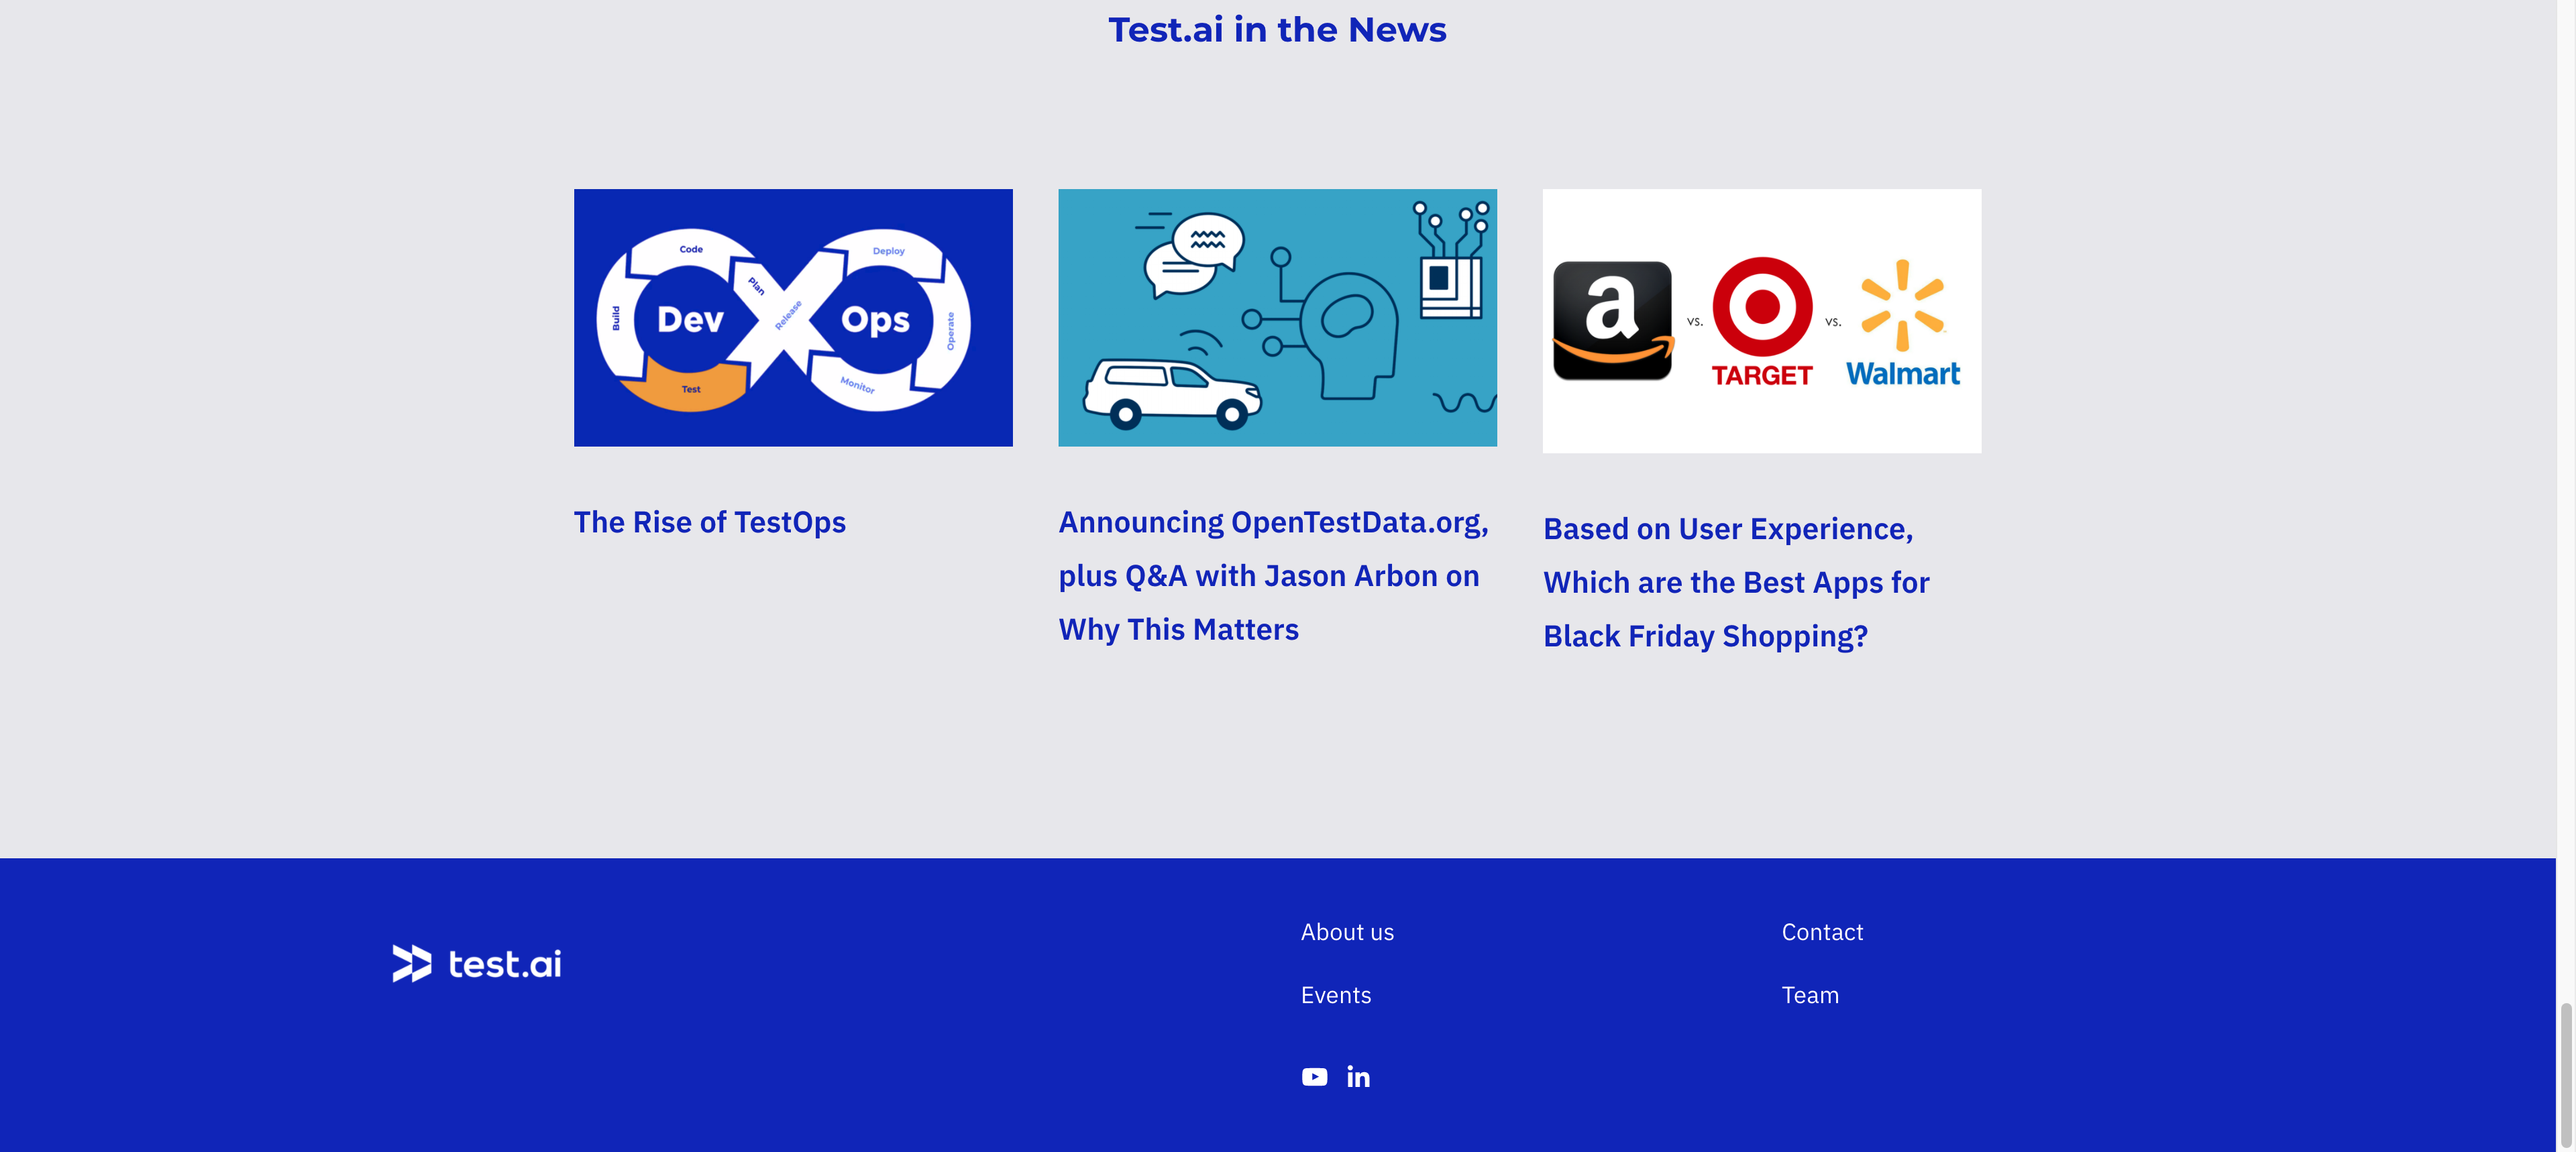 Test.ai in the News
Code
Plan
Build
Dev
Test
Release
Deploy
Ops
Operate
Monitor
a
vs.
TARGET
vs.
Walmart
The Rise of TestOps
Announcing OpenTestData.org,
plus Q&A with Jason Arbon on
Why This Matters
Based on User Experience,
Which are the Best Apps for
Black Friday Shopping?
test.ai
About us
Contact
Events
Team
in